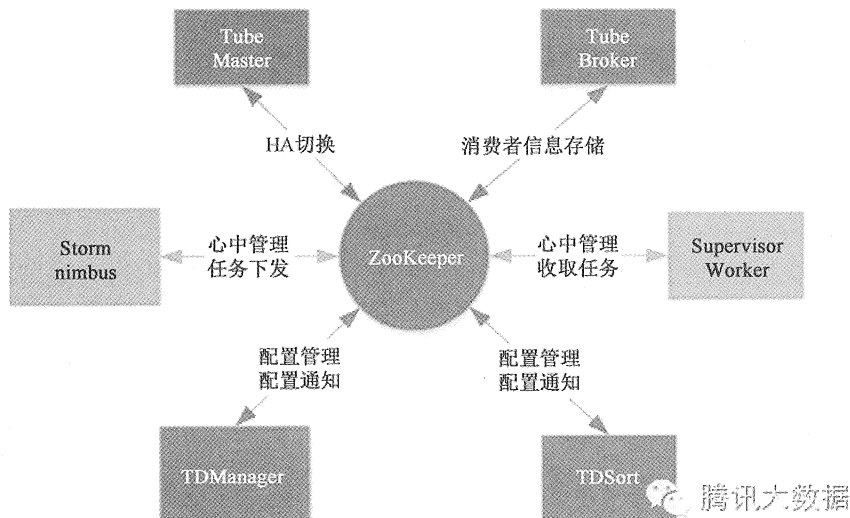 Tube
Master
Tube
Broker
HA切换
消费者信息存储
Storm
nimbus
心中管理
任务下发
ZooKeeper
心中管理
收取任务
Supervisor
Worker
配置管理
配置通知
配置管理
配置通知
TDManager
TDSort
腾讯大数据